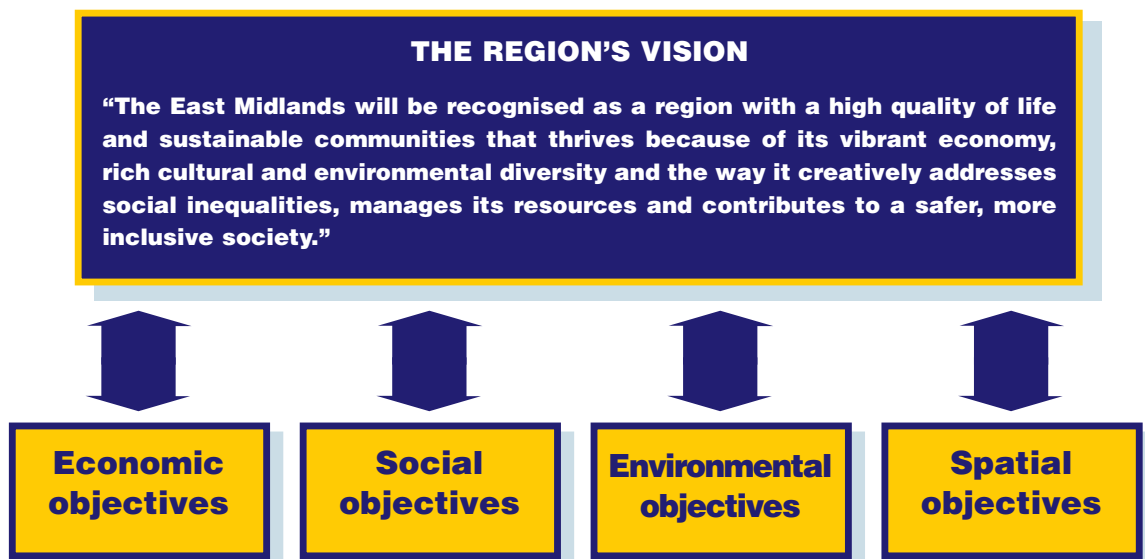 THE REGION’S VISION
“The East Midlands will be recognised as a region with a high quality of life
and sustainable communities that thrives because of its vibrant economy,
rich cultural and environmental diversity and the way it creatively addresses
social inequalities, manages its resources and contributes to a safer, more
inclusive society.”
Economic
objectives
Social
objectives
Environmental
objectives
Spatial
objectives